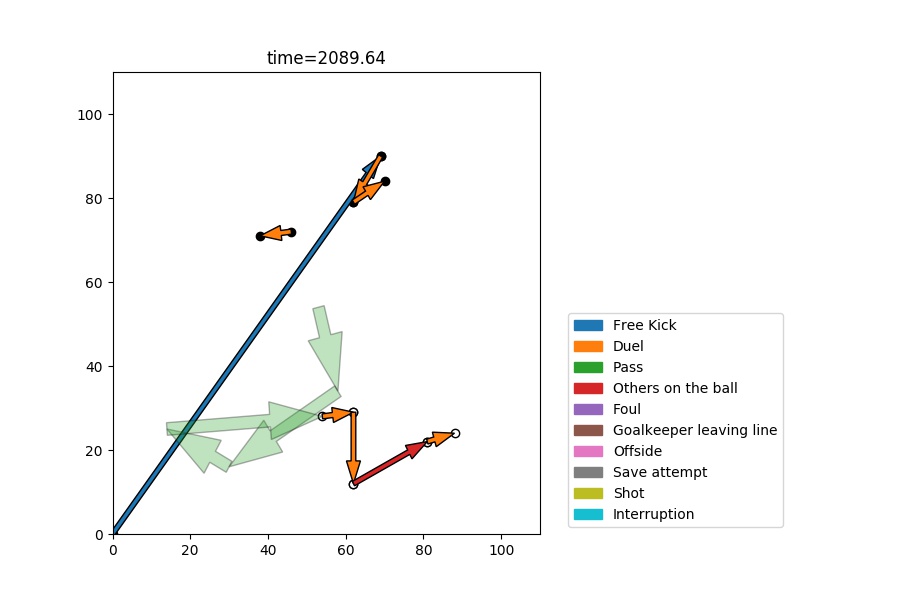 time=2089.64
100
80
60
40
20
0
0 20 40 60 80 100
Free Kick
Duel
Pass
Others on the ball
Foul
Goalkeeper leaving line
Offside
Save attempt
Shot
Interruption